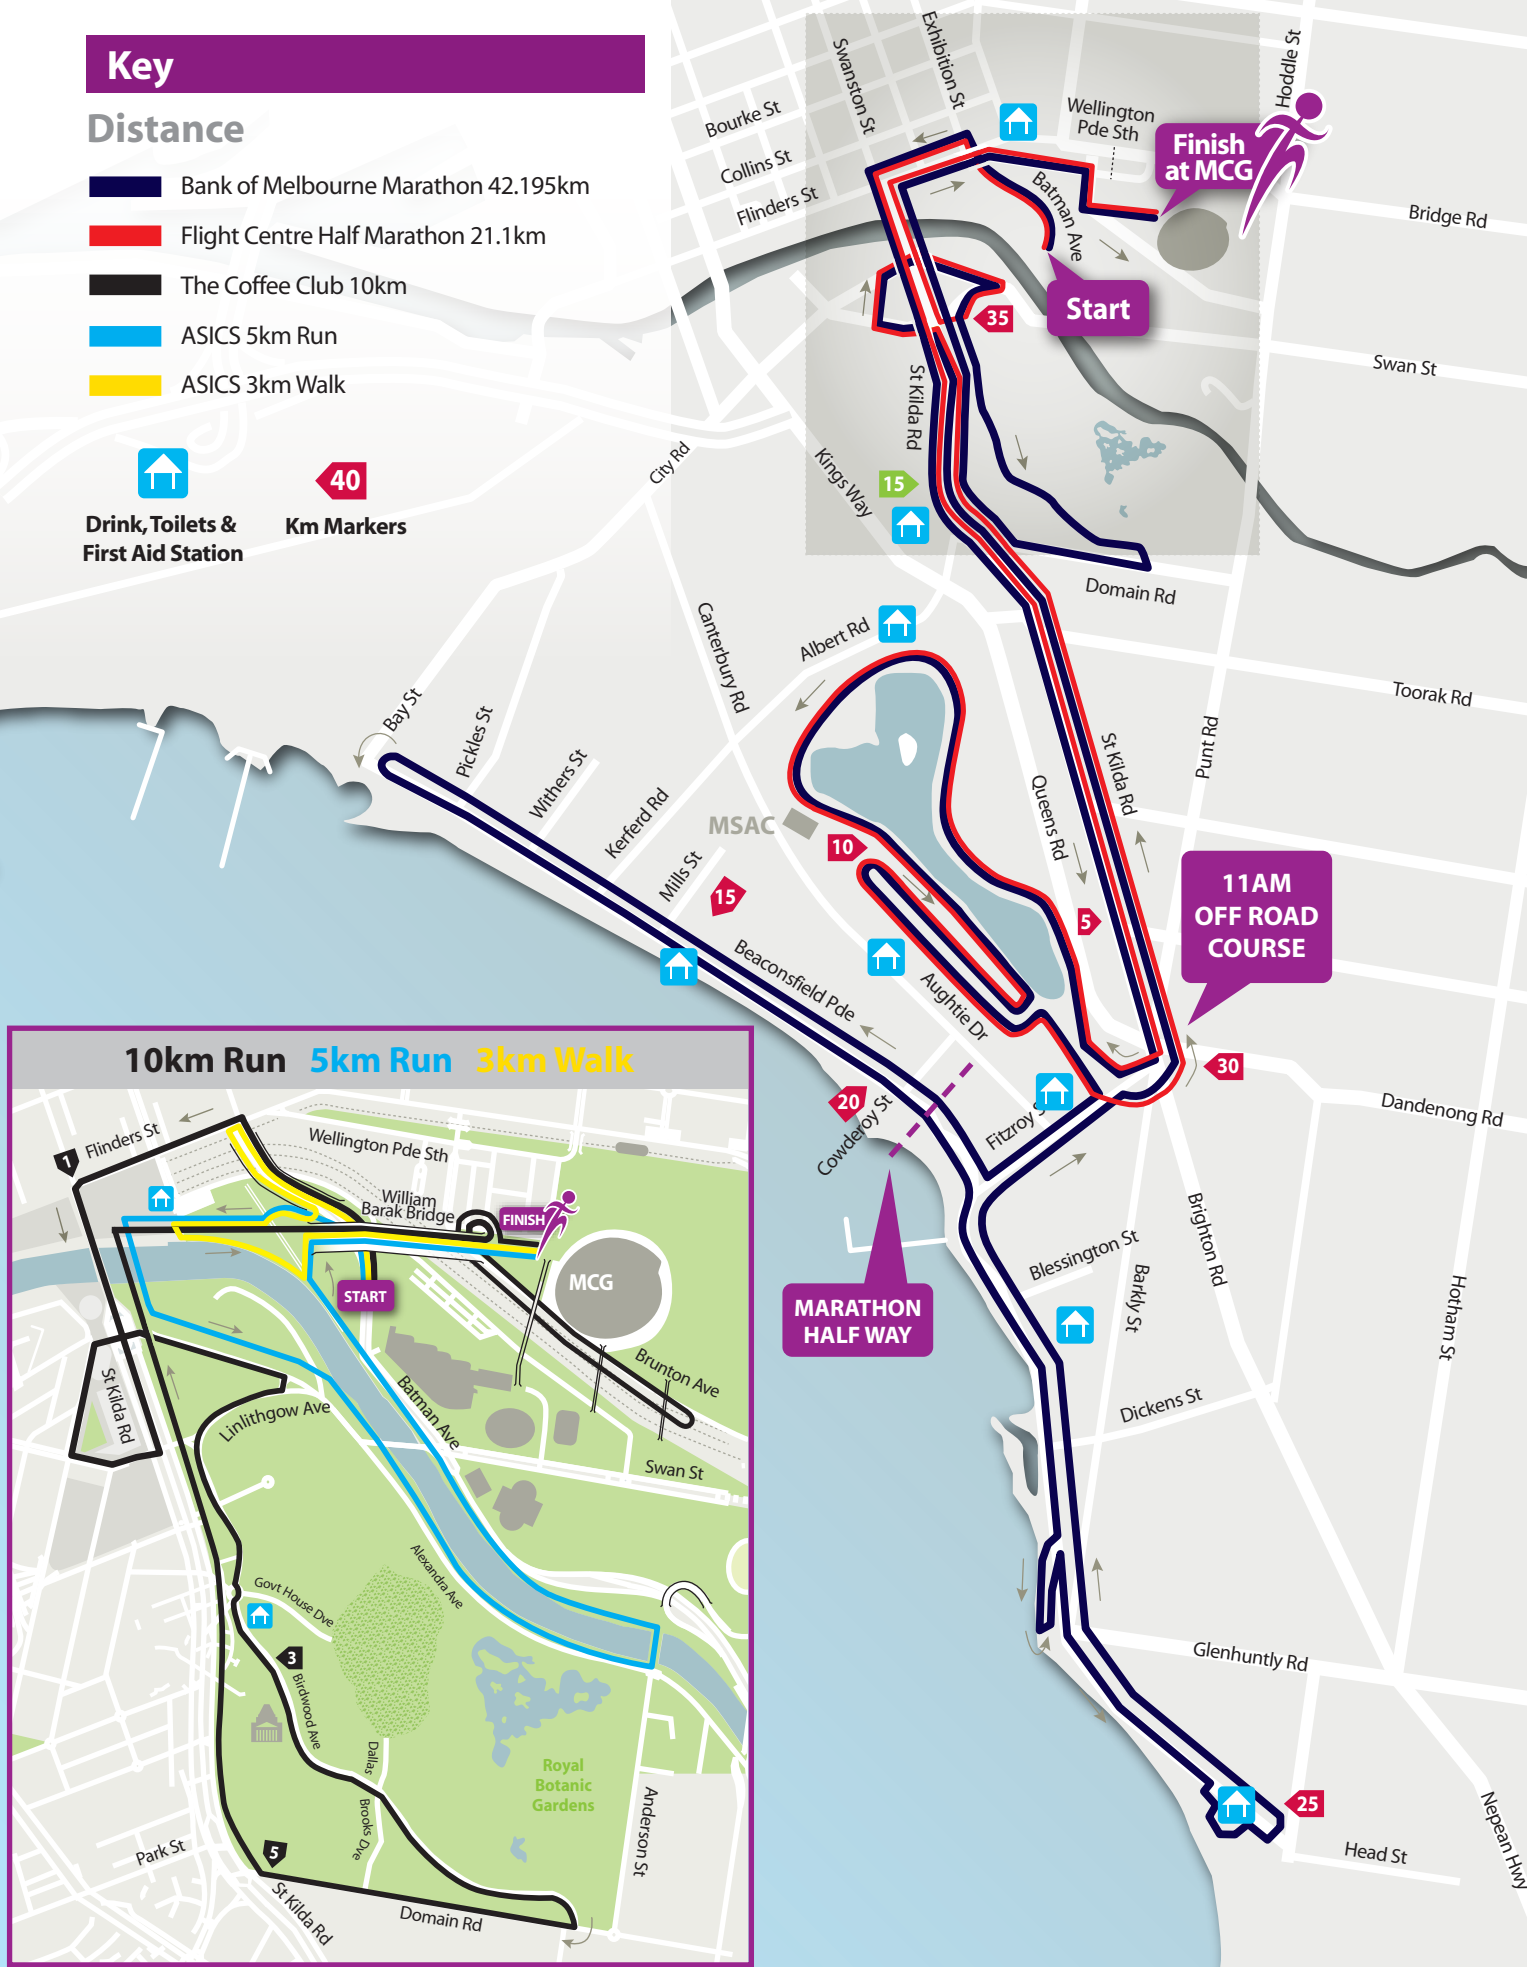 Key
Distance
Bank of Melbourne Marathon 42.195km
Flight Centre Half Marathon 21.1km
The Coffee Club 10km
ASICS 5km Run
ASICS 3km Walk
40
Drink, Toilets &
First Aid Station
Km Markers
Exhibition St
Swanston St
Hoddle St
Bourke St
Collins St
Flinders St
Wellington
Pde Sth
Finish
at MCG
Batman Ave
Bridge Rd
Start
35
Swan St
St Kilda Rd
City Rd
Kings Way
15
Domain Rd
Canterbury Rd
Albert Rd
Toorak Rd
Bay St
Pickles St
Punt Rd
St Kilda Rd
Withers St
Kerferd Rd
Queens Rd
MSAC
10
Mills St
15
5
11AM
OFF ROAD
COURSE
Beaconsfield Pde
Aughtie Dr
30
20
Cowderoy St
Fitzroy S
Dandenong Rd
Brighton Rd
Blessington St
Barkly St
Hotham St
MARATHON
HALF WAY
Dickens St
Glenhuntly Rd
25
Head St
Nepean Hwy
10km Run 5km Run 3km Walk
1
Flinders St
Wellington Pde Sth
William
Barak Bridge
FINISH
MCG
START
St Kilda Rd
Linlithgow Ave
Batman Ave
Brunton Ave
Swan St
Alexandra Ave
Govt House Dve
3
Birdwood Ave
Dallas
Brooks Dve
Royal
Botanic
Gardens
Anderson St
Park St
5
St Kilda Rd
Domain Rd